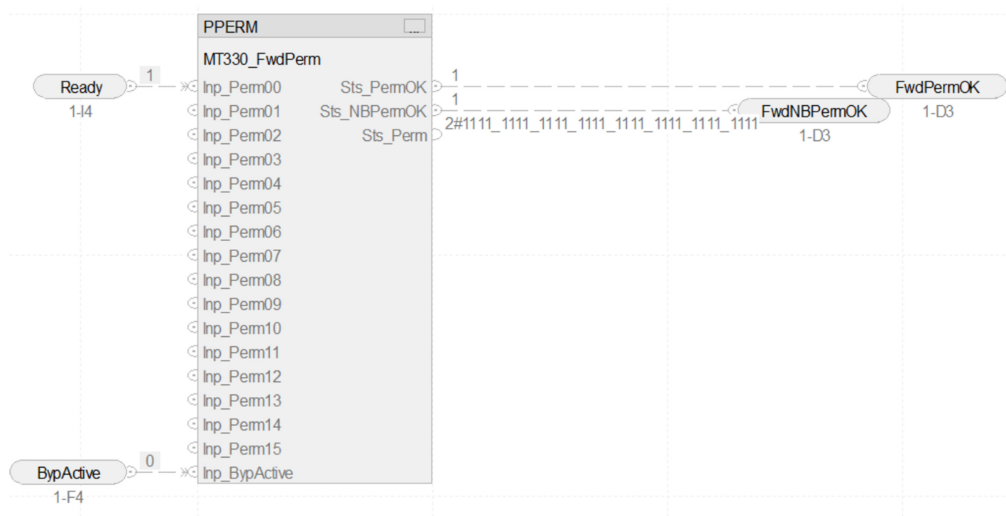 PPERM ...
MT330_FwdPerm
Ready 1 Inp_Perm00 Sts_PermOK 1 FwdPermOK
1-I4 Inp_Perm01 Sts_NBPermOK 1 FwdNBPermOK 1-D3
Inp_Perm02 Sts_Perm 2#1111_1111_1111_1111_1111_1111_1111_1111 1-D3
Inp_Perm03
Inp_Perm04
Inp_Perm05
Inp_Perm06
Inp_Perm07
Inp_Perm08
Inp_Perm09
Inp_Perm10
Inp_Perm11
Inp_Perm12
Inp_Perm13
Inp_Perm14
Inp_Perm15
BypActive 0 Inp_BypActive
1-F4